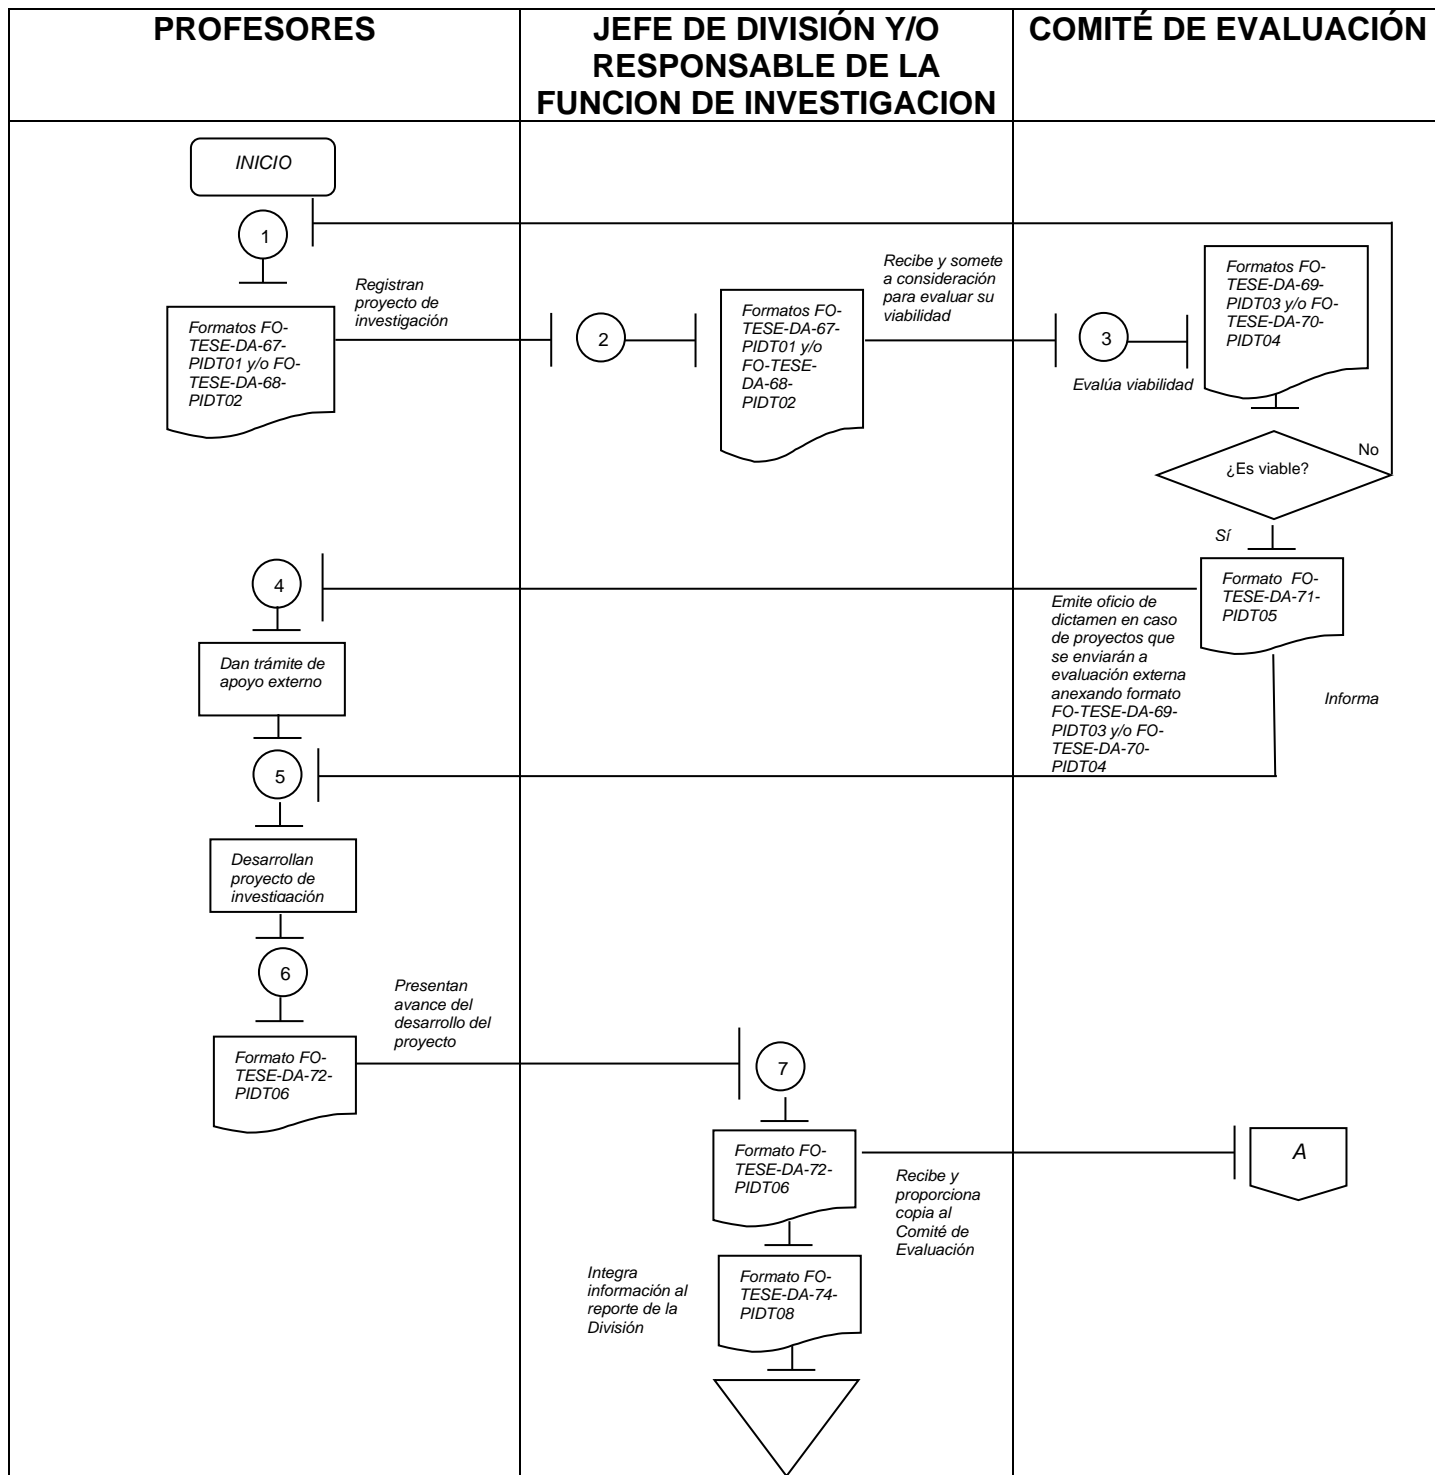 PROFESORES
JEFE DE DIVISIÓN Y/O
RESPONSABLE DE LA
FUNCION DE INVESTIGACION
COMITÉ DE EVALUACIÓN
INICIO
1
Registran
proyecto de
investigación
Formatos FO-
TESE-DA-67-
PIDT01 y/o FO-
TESE-DA-68-
PIDT02
2
Formatos FO-
TESE-DA-67-
PIDT01 y/o
FO-TESE-
DA-68-
PIDT02
Recibe y somete
a consideración
para evaluar su
viabilidad
3
Evalúa viabilidad
Formatos FO-
TESE-DA-69-
PIDT03 y/o FO-
TESE-DA-70-
PIDT04
No
¿Es viable?
Sí
Formato  FO-
TESE-DA-71-
PIDT05
4
Emite oficio de
dictamen en caso
de proyectos que
se enviarán a
evaluación externa
anexando formato
FO-TESE-DA-69-
PIDT03 y/o FO-
TESE-DA-70-
PIDT04
Informa
Dan trámite de
apoyo externo
5
Desarrollan
proyecto de
investigación
6
Presentan
avance del
desarrollo del
proyecto
Formato FO-
TESE-DA-72-
PIDT06
7
Formato FO-
TESE-DA-72-
PIDT06
Recibe y
proporciona
copia al
Comité de
Evaluación
A
Integra
información al
reporte de la
División
Formato FO-
TESE-DA-74-
PIDT08